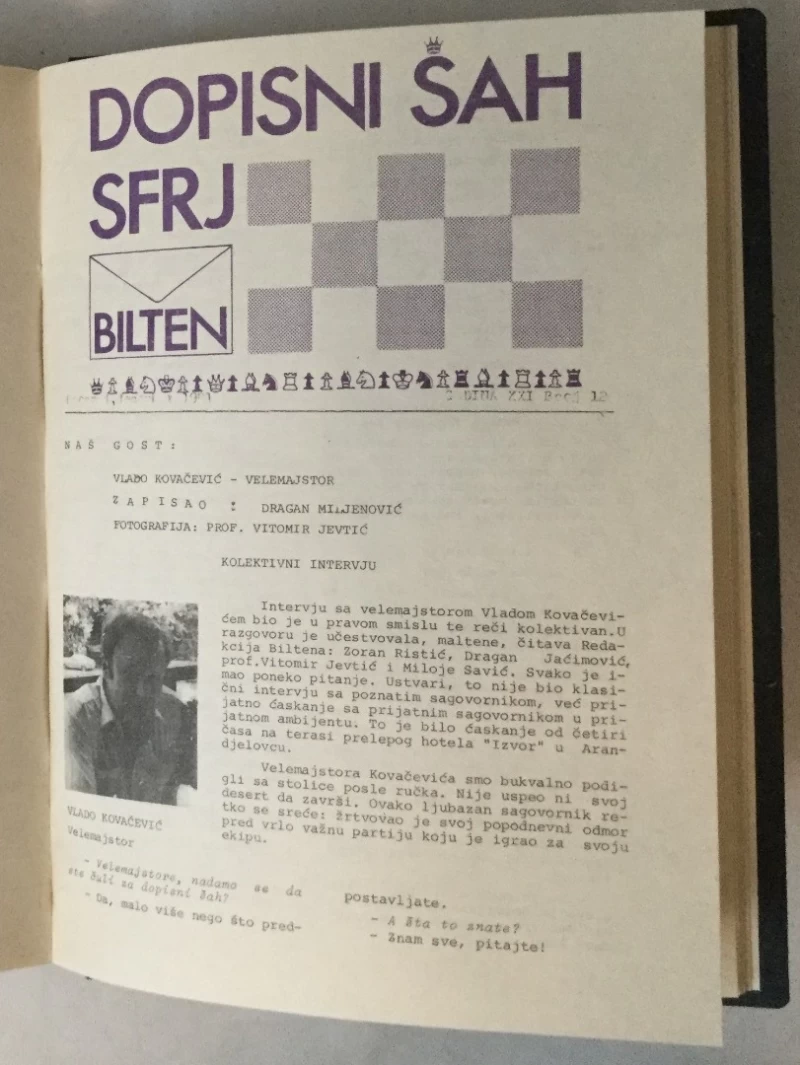 DOPISNI ŠAH
SFRJ
BILTEN
XXI Broj 12
NAŠ GOST:
VLADO KOVAČEVIĆ - VELEMAJSTOR
ZAPISAO : DRAGAN MILJENOVIĆ
FOTOGRAFIJA: PROF. VITOMIR JEVTIĆ
KOLEKTIVNI INTERVJU
Intervju sa velemajstorom Vladom Kovačevi-
ćem bio je u pravom smislu te reči kolektivan.U
razgovoru je učestvovala, maltene, čitava Reda-
kcija Biltena: Zoran Ristić, Dragan Jaćimović,
prof.Vitomir Jevtić i Miloje Savić. Svako je i-
mao poneko pitanje. Ustvari, to nije bio klasi-
čni intervju sa poznatim sagovornikom, već pri-
jatno ćaskanje sa prijatnim sagovornikom u pri-
jatnom ambijentu. To je bilo ćaskanje od četiri
časa na terasi prelepog hotela "Izvor" u Aran-
djelovcu.
Velemajstora Kovačevića smo bukvalno podi-
gli sa stolice posle ručka. Nije uspeo ni svoj
desert da završi. Ovako ljubazan sagovornik re-
tko se sreće: žrtvovao je svoj popodnevni odmor
pred vrlo važnu partiju koju je igrao za svoju
ekipu.
VLADO KOVAČEVIĆ
Velemajstor
- Velemajstore, nadamo se da
ste čuli za dopisni šah?
- Da, malo više nego što pred-
postavljate.
- A šta to znate?
- Znam sve, pitajte!